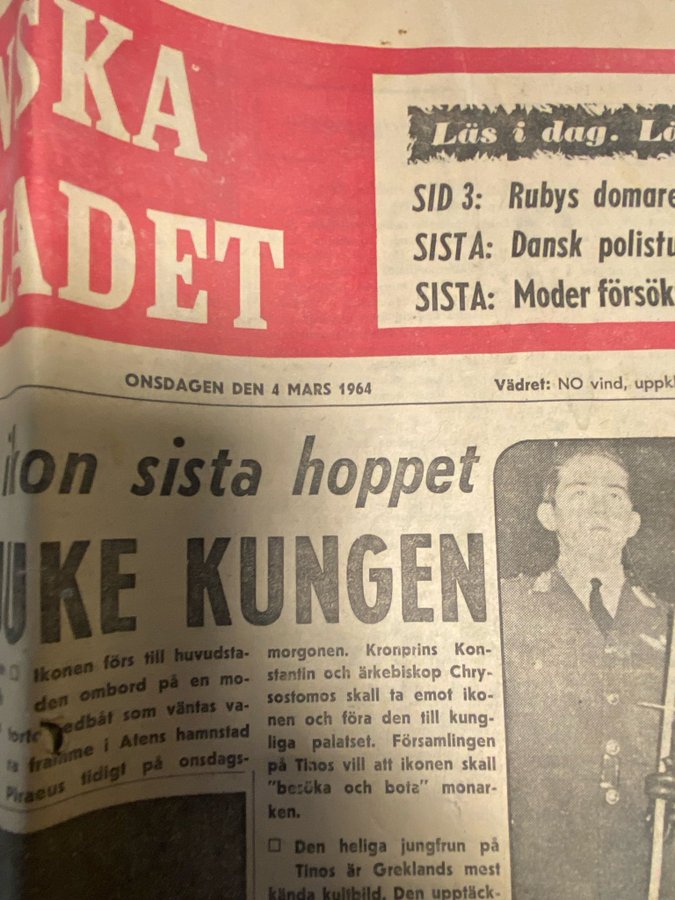 SKA
ADET
Läs i dag. Lä
SID 3: Rubys domare
SISTA: Dansk polistu
SISTA: Moder försök
ONSDAGEN DEN 4 MARS 1964
Vädret: NO vind, uppkl
ikon sista hoppet
UKE KUNGEN
Ikonen förs till huvudsta-
den ombord på en mo-
edbåt som väntas va-
ra framme i Atens hamnstad
Piraeus tidigt på onsdags-
morgonen. Kronprins Kon-
stantin och ärkebiskop Chry-
sostomos skall ta emot iko-
nen och föra den till kung-
liga palatset. Församlingen
på Tinos vill att ikonen skall
"besöka och bota" monar-
ken.
Den heliga jungfrun på
Tinos är Greklands mest
kända kultbild. Den upptäck-